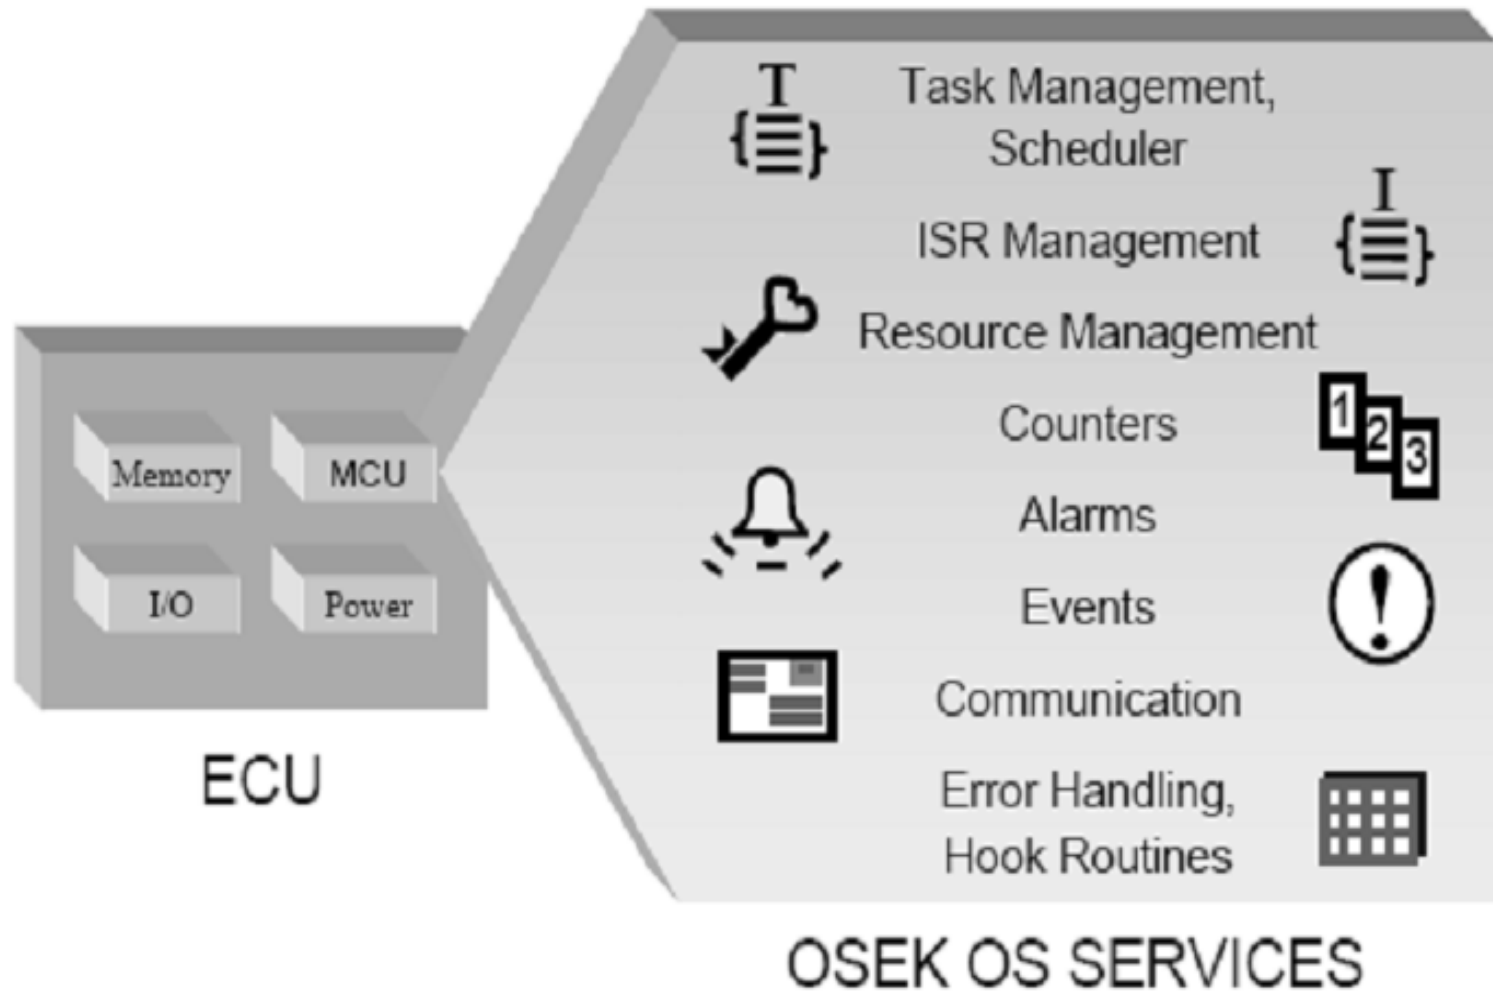 T
Task Management,
Scheduler
I
ISR Management
Resource Management
Counters
1
2
3
Alarms
Events
!
Communication
Error Handling,
Hook Routines
Memory
MCU
I/O
Power
ECU
OSEK OS SERVICES